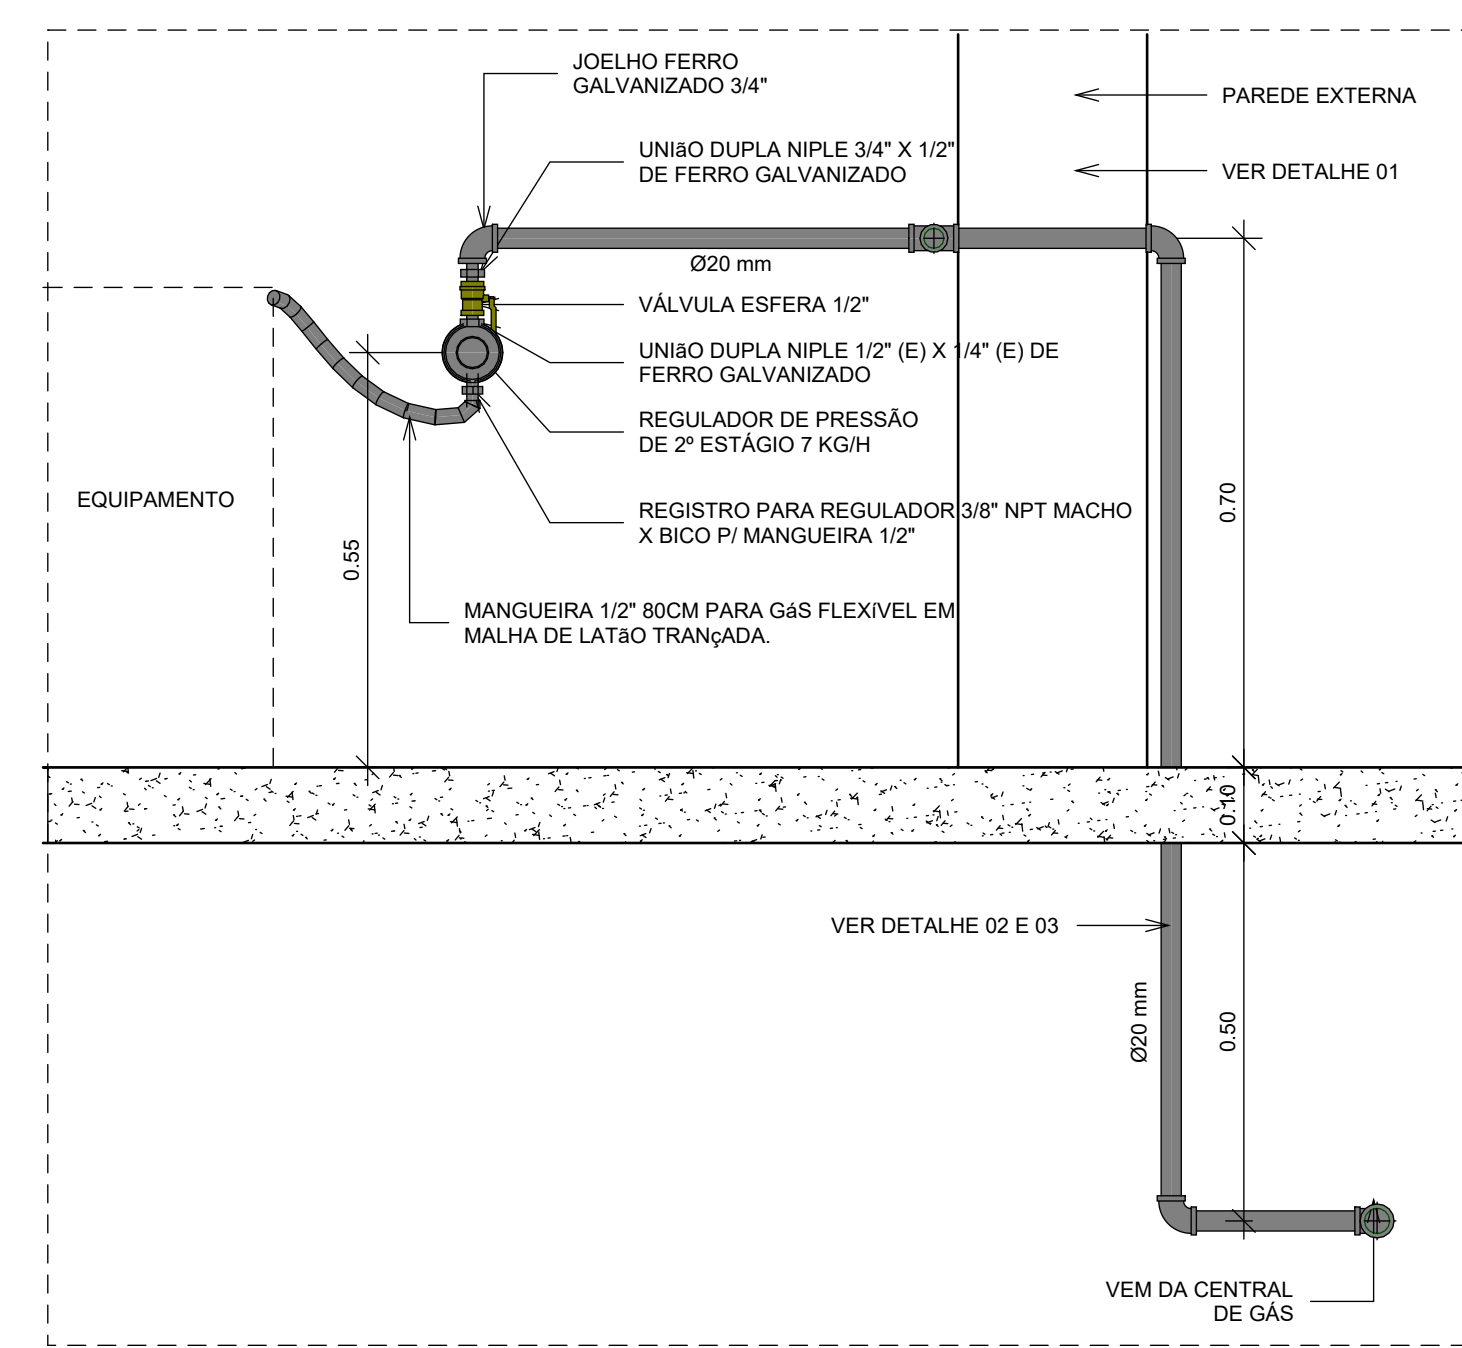 JOELHO FERRO
GALVANIZADO 3/4"
PAREDE EXTERNA
UNIãO DUPLA NIPLE 3/4" X 1/2"
DE FERRO GALVANIZADO
VER DETALHE 01
Ø20 mm
VÁLVULA ESFERA 1/2"
UNIãO DUPLA NIPLE 1/2" (E) X 1/4" (E) DE
FERRO GALVANIZADO
REGULADOR DE PRESSÃO
DE 2º ESTÁGIO 7 KG/H
EQUIPAMENTO
REGISTRO PARA REGULADOR 3/8" NPT MACHO
X BICO P/ MANGUEIRA 1/2"
0.70
0.55
MANGUEIRA 1/2" 80CM PARA GáS FLEXíVEL EM
MALHA DE LATãO TRANçADA.
0.10
VER DETALHE 02 E 03
Ø20 mm
0.50
VEM DA CENTRAL
DE GÁS